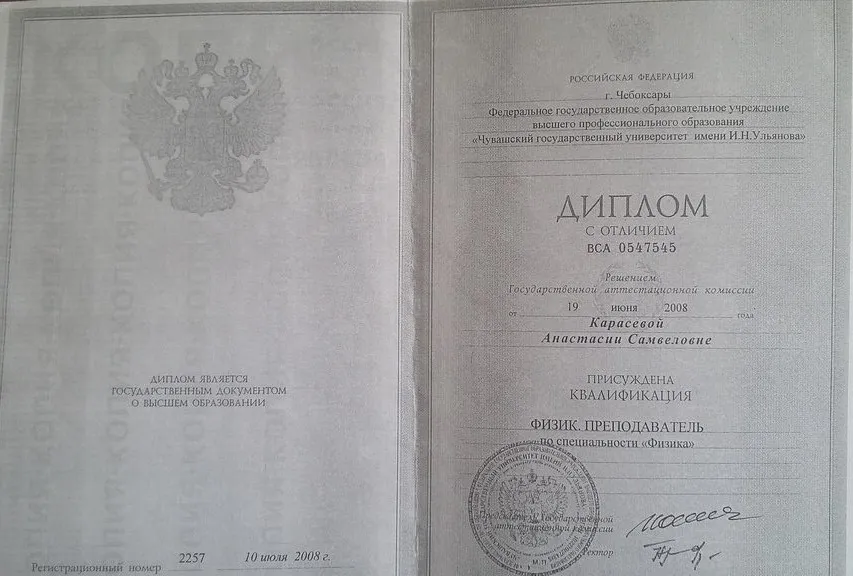 ДИПЛОМ ЯВЛЯЕТСЯ
ГОСУДАРСТВЕННЫМ ДОКУМЕНТОМ
О ВЫСШЕМ ОБРАЗОВАНИИ
Регистрационный номер 2257 10 июля 2008 г.
РОССИЙСКАЯ ФЕДЕРАЦИЯ
г. Чебоксары
Федеральное государственное образовательное учреждение
высшего профессионального образования
«Чувашский государственный университет имени И.Н.Ульянова»
ДИПЛОМ
С ОТЛИЧИЕМ
ВСА 0547545
Решением
Государственной аттестационной комиссии
от 19 июня 2008 года
Карасевой
Анастасии Самвеловне
ПРИСУЖДЕНА
КВАЛИФИКАЦИЯ
ФИЗИК. ПРЕПОДАВАТЕЛЬ
по специальности «Физика»
Председатель Государственной
аттестационной комиссии
М.П.